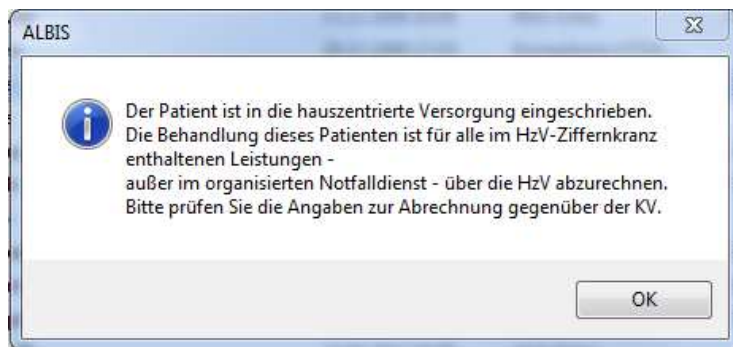 ALBIS
Der Patient ist in die hauszentrierte Versorgung eingeschrieben.
Die Behandlung dieses Patienten ist für alle im HzV-Ziffernkranz
enthaltenen Leistungen -
außer im organisierten Notfalldienst - über die HzV abzurechnen.
Bitte prüfen Sie die Angaben zur Abrechnung gegenüber der KV.
OK